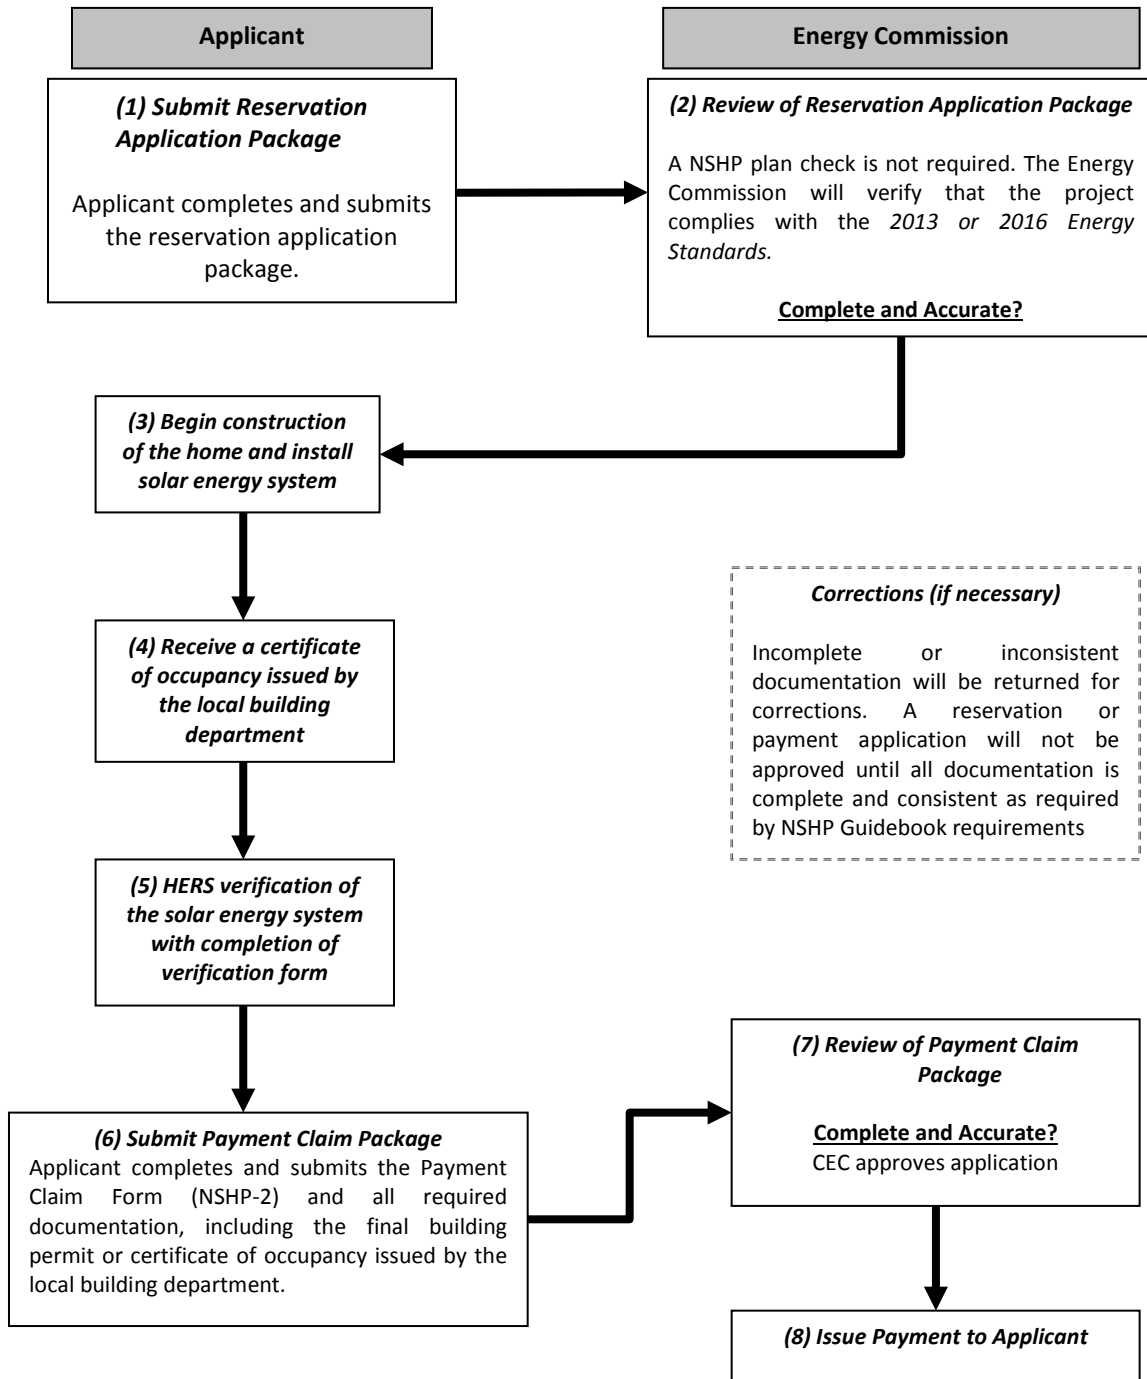 Applicant
Energy Commission
(1) Submit Reservation
Application Package
Applicant completes and submits
the reservation application
package.
(2) Review of Reservation Application Package
A NSHP plan check is not required. The Energy
Commission will verify that the project
complies with the 2013 or 2016 Energy
Standards.
Complete and Accurate?
(3) Begin construction
of the home and install
solar energy system
(4) Receive a certificate
of occupancy issued by
the local building
department
Corrections (if necessary)
Incomplete or inconsistent
documentation will be returned for
corrections. A reservation or
payment application will not be
approved until all documentation is
complete and consistent as required
by NSHP Guidebook requirements
(5) HERS verification of
the solar energy system
with completion of
verification form
(6) Submit Payment Claim Package
Applicant completes and submits the Payment
Claim Form (NSHP-2) and all required
documentation, including the final building
permit or certificate of occupancy issued by the
local building department.
(7) Review of Payment Claim
Package
Complete and Accurate?
CEC approves application
(8) Issue Payment to Applicant